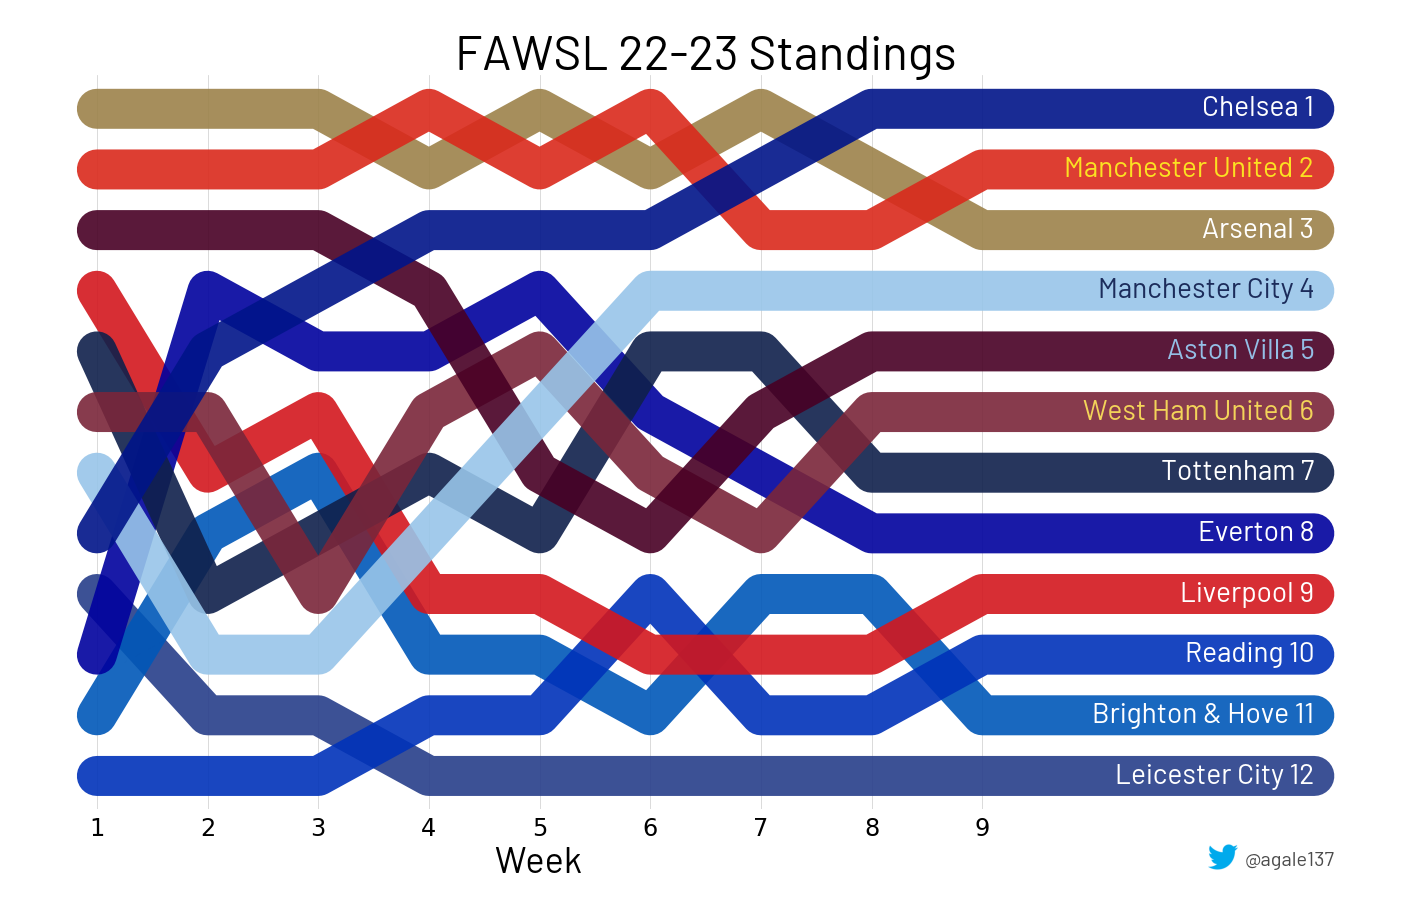 FAWSL 22-23 Standings
Chelsea 1
Manchester United 2
Arsenal 3
Manchester City 4
Aston Villa 5
West Ham United 6
Tottenham 7
Everton 8
Liverpool 9
Reading 10
Brighton & Hove 11
Leicester City 12
1 2 3 4 5 6 7 8 9
Week
@agale137